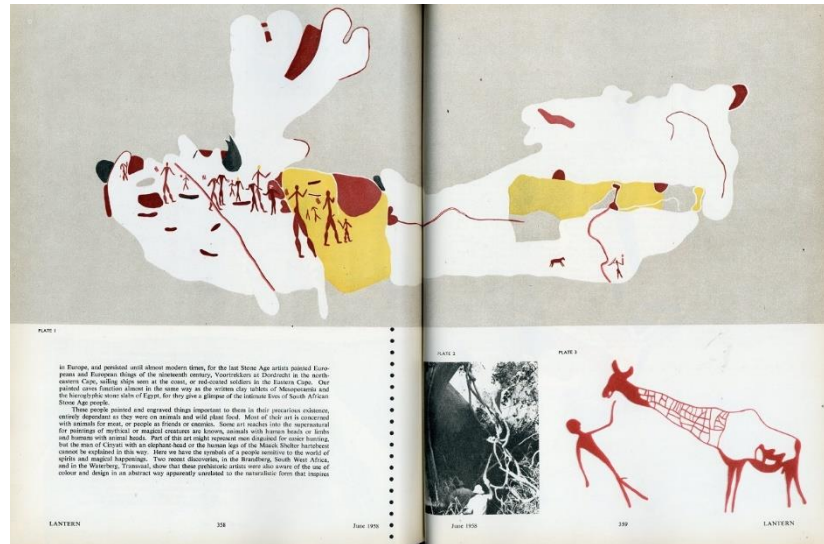 PLATE 1
in Europe, and persisted until almost modern times, for the last Stone Age artists painted Euro-
peans and European things of the nineteenth century, Voortrekkers at Dordrecht in the north-
eastern Cape, sailing ships seen at the coast, or red-coated soldiers in the Eastern Cape. Our
painted caves function almost in the same way as the written clay tablets of Mesopotamia and
the hieroglyphic stone slabs of Egypt, for they give a glimpse of the intimate lives of South African
Stone Age people.
These people painted and engraved things important to them in their precarious existence,
entirely dependant as they were on animals and wild plant food. Most of their art is concerned
with animals for meat, or people as friends or enemies. Some art reaches into the supernatural
for paintings of mythical or magical creatures are known, animals with human heads or limbs
and humans with animal heads. Part of this art might represent men disguised for easier hunting,
but the man of Cinyati with an elephant-head or the human legs of the Maack Shelter hartebeest
cannot be explained in this way. Here we have the symbols of a people sensitive to the world of
spirits and magical happenings. Two recent discoveries, in the Brandberg, South West Africa,
and in the Waterberg, Transvaal, show that these prehistoric artists were also aware of the use of
colour and design in an abstract way apparently unrelated to the naturalistic form that inspires
LANTERN 358 June 1958
PLATE 2
PLATE 3
June 1958 359 LANTERN